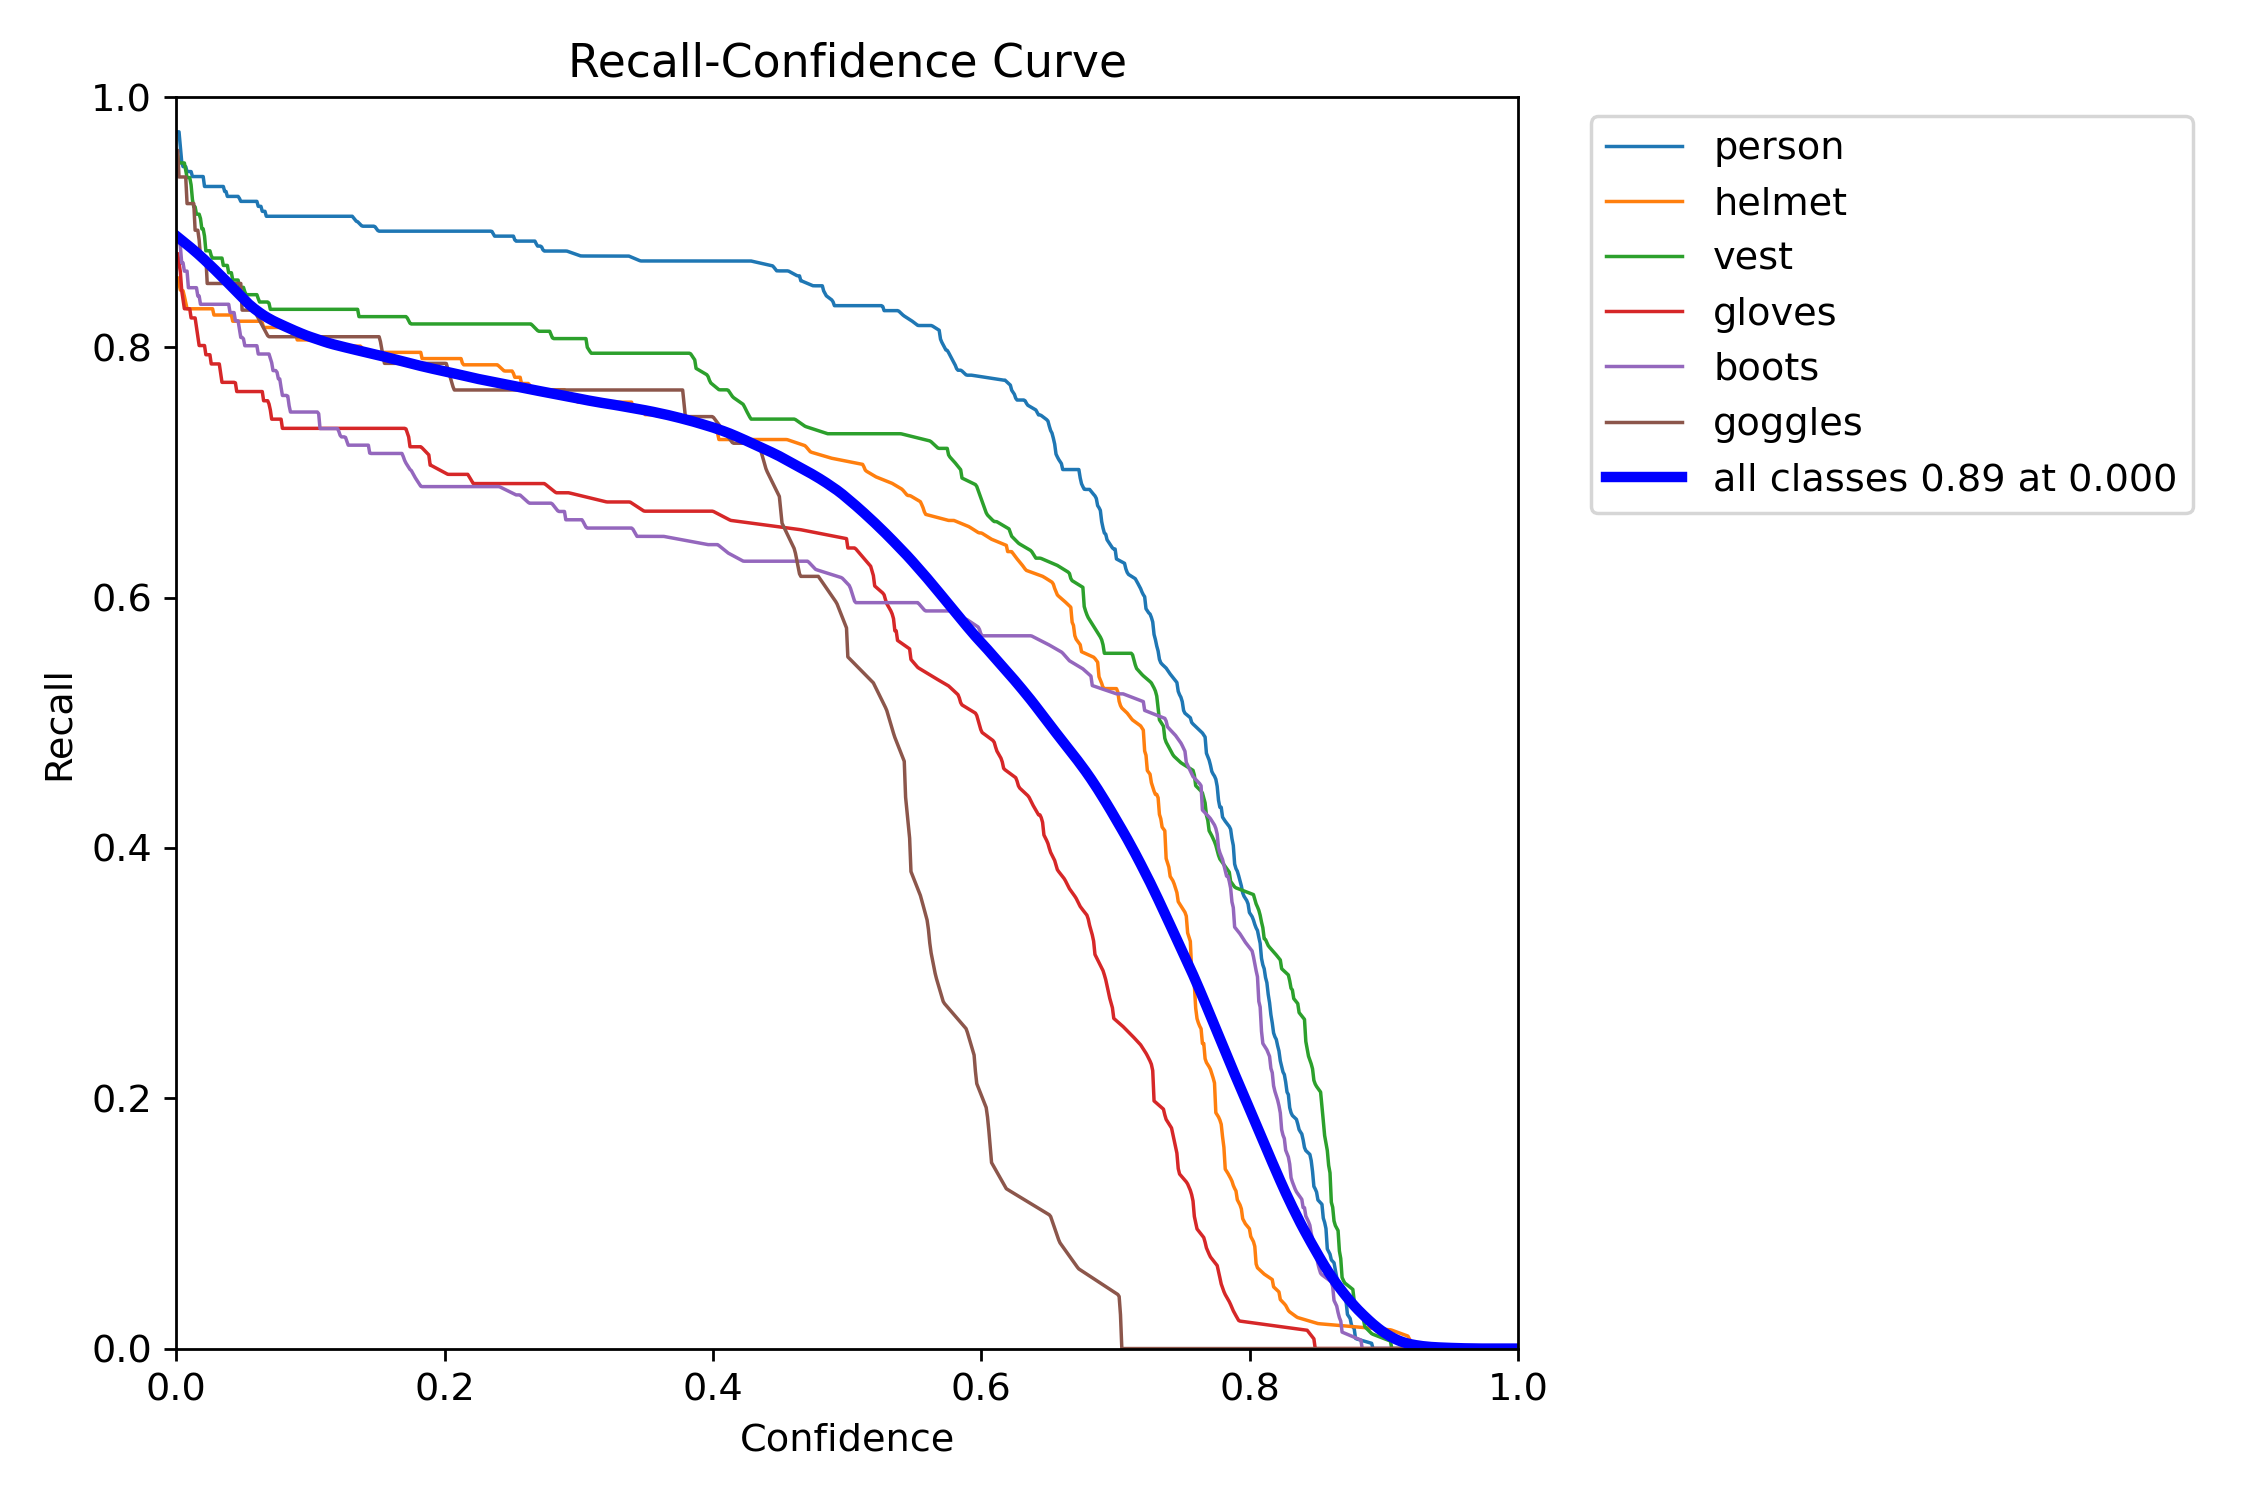 Recall-Confidence Curve
1.0
0.8
0.6
0.4
0.2
0.0
Recall
0.0 0.2 0.4 0.6 0.8 1.0
Confidence
person
helmet
vest
gloves
boots
goggles
all classes 0.89 at 0.000